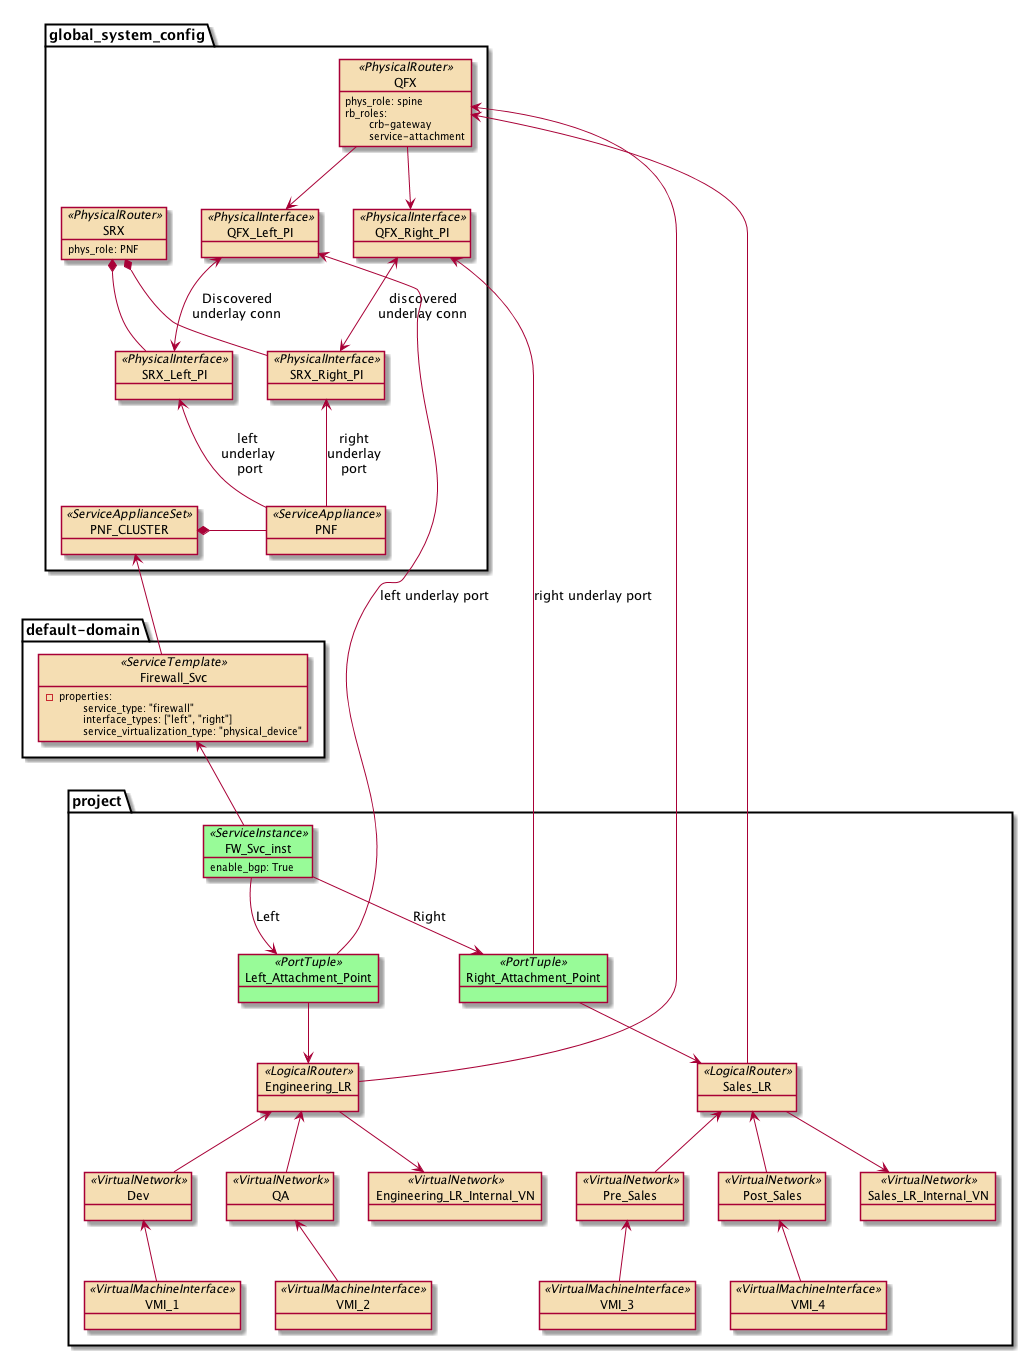 global_system_config
«PhysicalRouter»
QFX
phys_role: spine
rb_roles:
crb-gateway
service-attachment
«PhysicalRouter»
SRX
phys_role: PNF
«PhysicalInterface»
QFX_Left_PI
«PhysicalInterface»
QFX_Right_PI
Discovered
underlay conn
discovered
underlay conn
«PhysicalInterface»
SRX_Left_PI
«PhysicalInterface»
SRX_Right_PI
left
underlay
port
right
underlay
port
«ServiceApplianceSet»
PNF_CLUSTER
«ServiceAppliance»
PNF
left underlay port
right underlay port
default-domain
«ServiceTemplate»
Firewall_Svc
properties:
service_type: "firewall"
interface_types: ["left", "right"]
service_virtualization_type: "physical_device"
project
«ServiceInstance»
FW_Svc_inst
enable_bgp: True
Left
Right
«PortTuple»
Left_Attachment_Point
«PortTuple»
Right_Attachment_Point
«LogicalRouter»
Engineering_LR
«LogicalRouter»
Sales_LR
«VirtualNetwork»
Dev
«VirtualNetwork»
QA
«VirtualNetwork»
Engineering_LR_Internal_VN
«VirtualNetwork»
Pre_Sales
«VirtualNetwork»
Post_Sales
«VirtualNetwork»
Sales_LR_Internal_VN
«VirtualMachineInterface»
VMI_1
«VirtualMachineInterface»
VMI_2
«VirtualMachineInterface»
VMI_3
«VirtualMachineInterface»
VMI_4